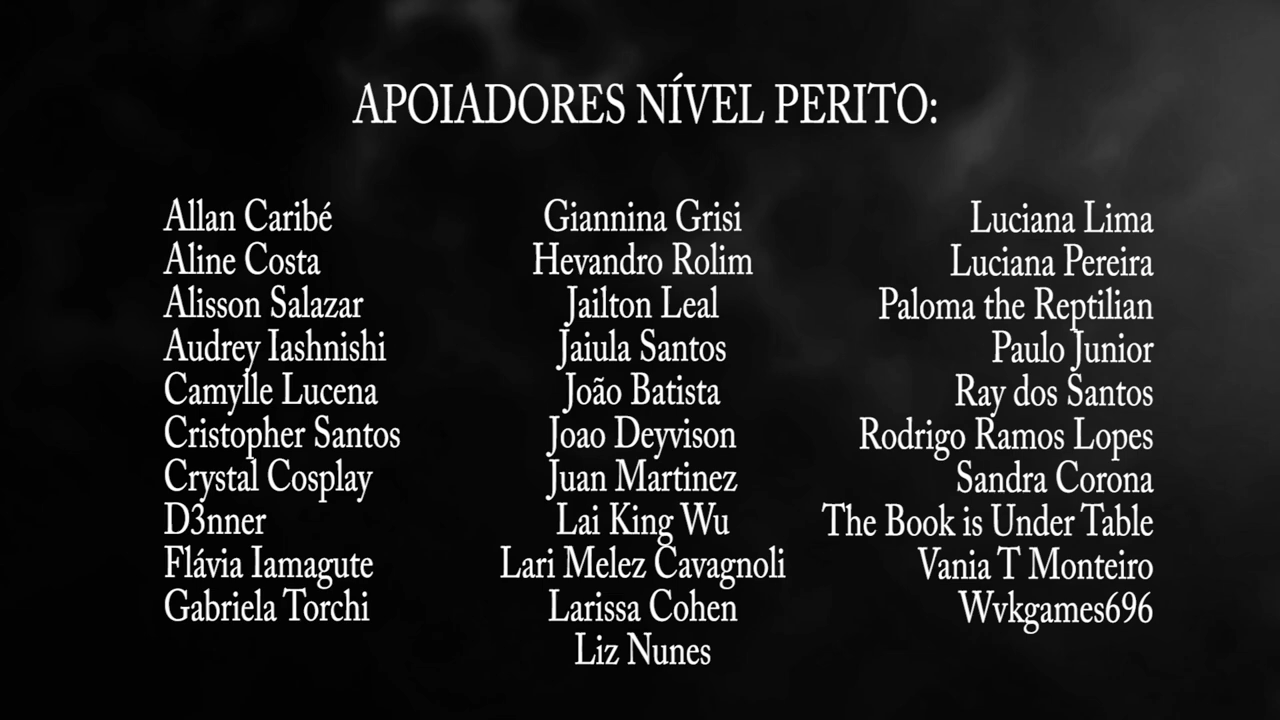 APOIADORES NÍVEL PERITO:
Allan Caribé
Aline Costa
Alisson Salazar
Audrey Iashnishi
Camylle Lucena
Cristopher Santos
Crystal Cosplay
D3nner
Flávia Iamagute
Gabriela Torchi
Giannina Grisi
Hevandro Rolim
Jailton Leal
Jaiula Santos
João Batista
Joao Deyvison
Juan Martinez
Lai King Wu
Lari Melez Cavagnoli
Larissa Cohen
Liz Nunes
Luciana Lima
Luciana Pereira
Paloma the Reptilian
Paulo Junior
Ray dos Santos
Rodrigo Ramos Lopes
Sandra Corona
The Book is Under Table
Vania T Monteiro
Wvkgames696